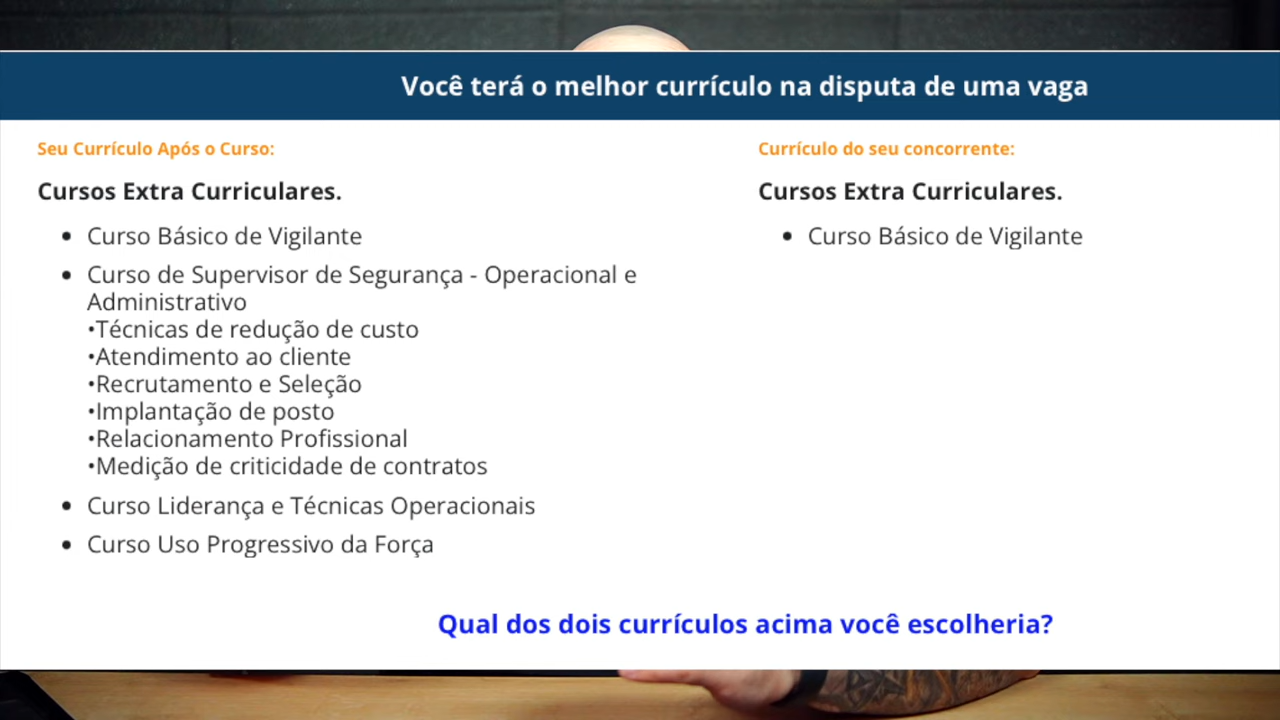 Você terá o melhor currículo na disputa de uma vaga
Seu Currículo Após o Curso:
Cursos Extra Curriculares.
• Curso Básico de Vigilante
• Curso de Supervisor de Segurança - Operacional e
Administrativo
•Técnicas de redução de custo
•Atendimento ao cliente
•Recrutamento e Seleção
•Implantação de posto
•Relacionamento Profissional
•Medição de criticidade de contratos
• Curso Liderança e Técnicas Operacionais
• Curso Uso Progressivo da Força
Currículo do seu concorrente:
Cursos Extra Curriculares.
• Curso Básico de Vigilante
Qual dos dois currículos acima você escolheria?